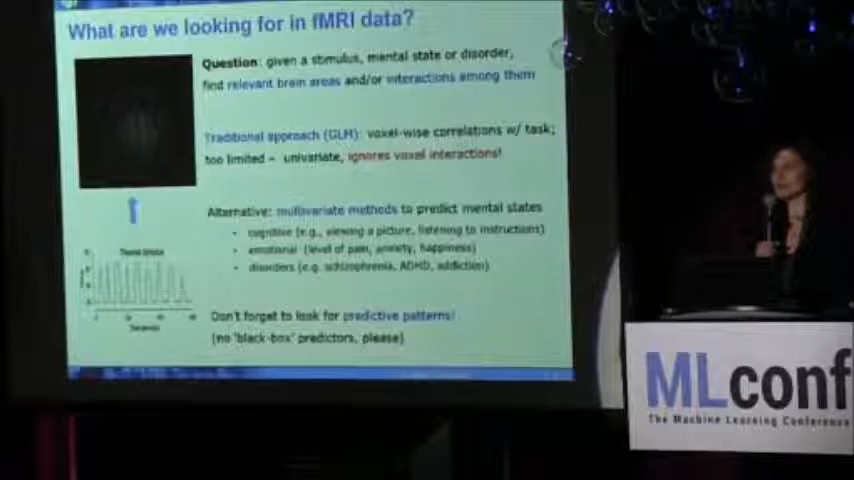 What are we looking for in fMRI data?
Question: given a stimulus, mental state or disorder,
find relevant brain areas and/or interactions among them
Traditional approach (GLM): voxel-wise correlations w/ task;
too limited – univariate, ignores voxel interactions!
Alternative: multivariate methods to predict mental states
- cognitive (e.g., viewing a picture, listening to instructions)
- emotional (level of pain, anxiety, happiness)
- disorders (e.g. schizophrenia, ADHD, addiction)
Don't forget to look for predictive patterns!
(no 'black-box' predictors, please)
MLconf
The Machine Learning Conference